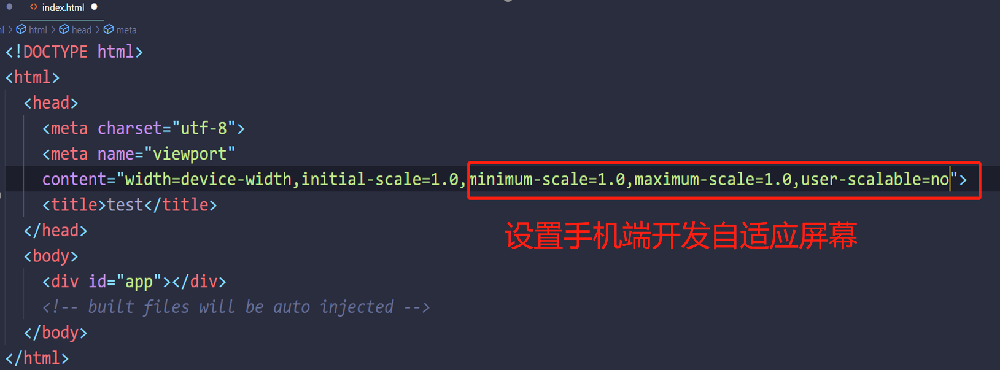 index.html
html > head > meta
<!DOCTYPE html>
<html>
<head>
<meta charset="utf-8">
<meta name="viewport"
content="width=device-width,initial-scale=1.0,minimum-scale=1.0,maximum-scale=1.0,user-scalable=no">
<title>test</title>
设置手机端开发自适应屏幕
</head>
<body>
<div id="app"></div>
<!-- built files will be auto injected -->
</body>
</html>